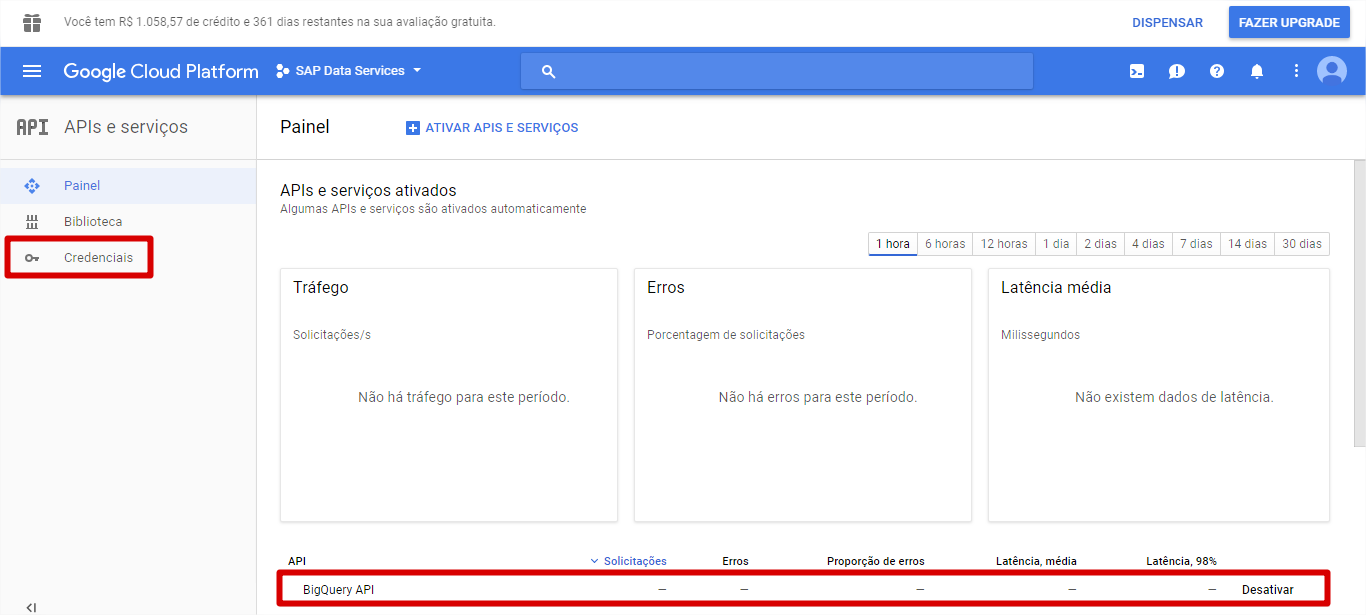 Você tem R$ 1.058,57 de crédito e 361 dias restantes na sua avaliação gratuita.
DISPENSAR
FAZER UPGRADE
Google Cloud Platform
SAP Data Services
API APIs e serviços
Painel
ATIVAR APIS E SERVIÇOS
Painel
Biblioteca
Credenciais
APIs e serviços ativados
Algumas APIs e serviços são ativados automaticamente
1 hora 6 horas 12 horas 1 dia 2 dias 4 dias 7 dias 14 dias 30 dias
Tráfego
Solicitações/s
Não há tráfego para este período.
Erros
Porcentagem de solicitações
Não há erros para este período.
Latência média
Milissegundos
Não existem dados de latência.
API Solicitações Erros Proporção de erros Latência, média Latência, 98%
BigQuery API — — — — — Desativar